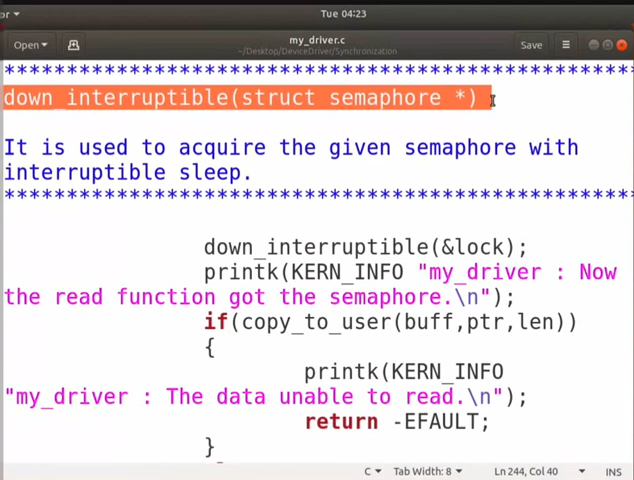 or
Tue 04:23
Open
my_driver.c
~/Desktop/DeviceDriver/Synchronization
Save
**************************************************
down_interruptible(struct semaphore *)
It is used to acquire the given semaphore with
interruptible sleep.
**************************************************
down_interruptible(&lock);
printk(KERN_INFO "my_driver : Now
the read function got the semaphore.\n");
if(copy_to_user(buff,ptr,len))
{
printk(KERN_INFO
"my_driver : The data unable to read.\n");
return -EFAULT;
}
C
Tab Width: 8
Ln 244, Col 40
INS